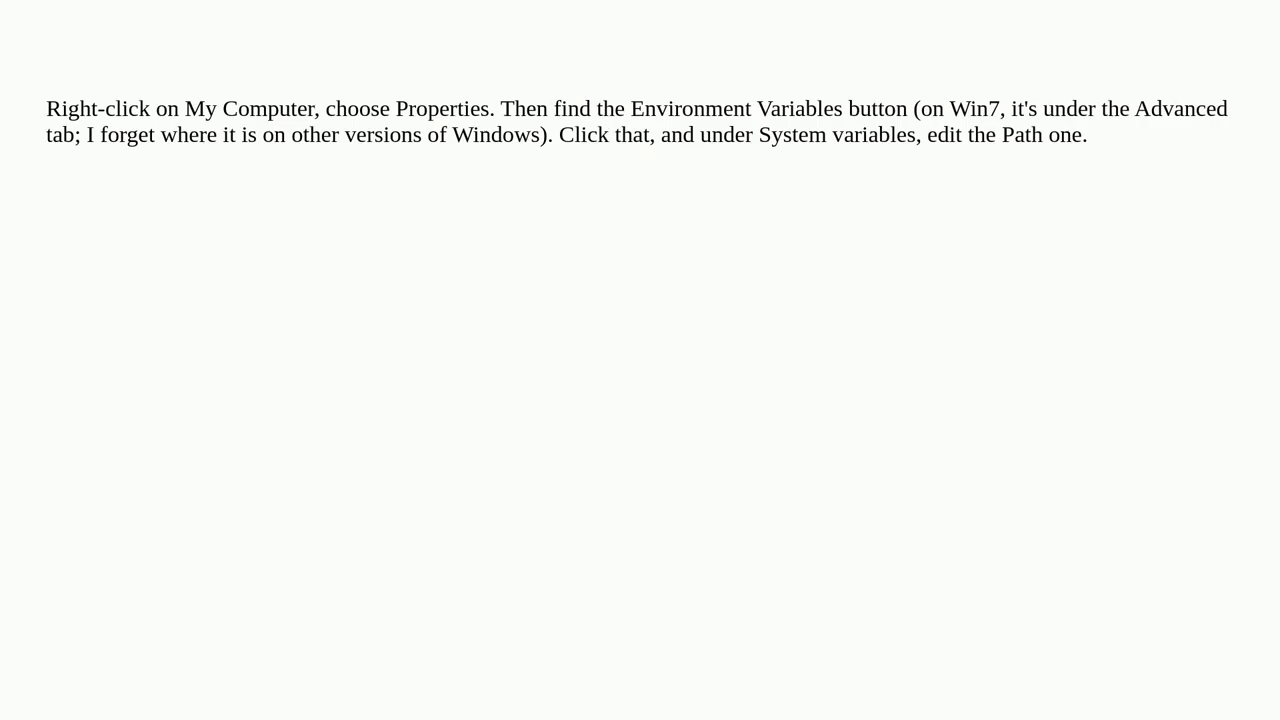 Right-click on My Computer, choose Properties. Then find the Environment Variables button (on Win7, it's under the Advanced
tab; I forget where it is on other versions of Windows). Click that, and under System variables, edit the Path one.